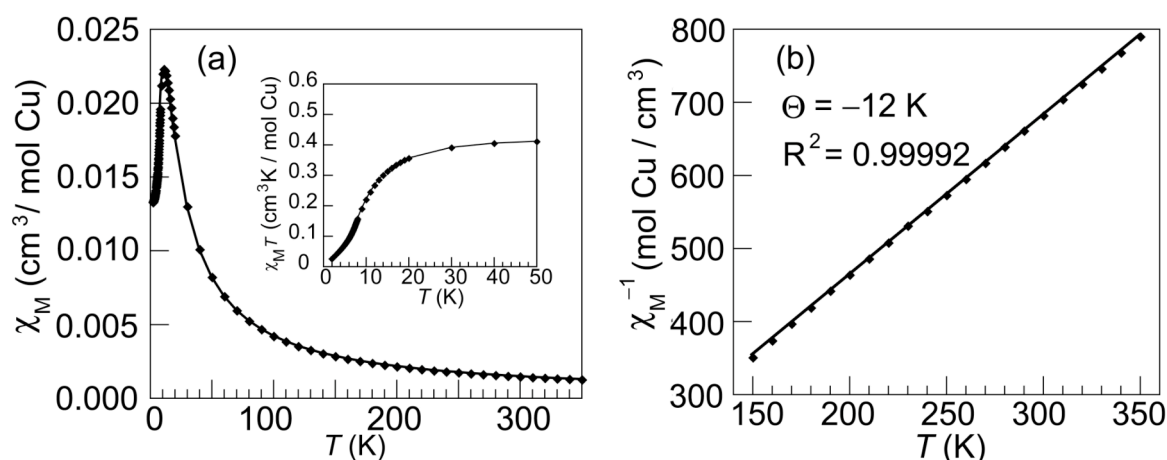 (a)
χM (cm3/ mol Cu)
0.025
0.020
0.015
0.010
0.005
0.000
0 100 200 300
T (K)
χMT (cm3K / mol Cu)
0.6
0.5
0.4
0.3
0.2
0.1
0
0 10 20 30 40 50
T (K)
(b)
Θ = –12 K
R2 = 0.99992
χM–1 (mol Cu / cm3)
800
700
600
500
400
300
150 200 250 300 350
T (K)